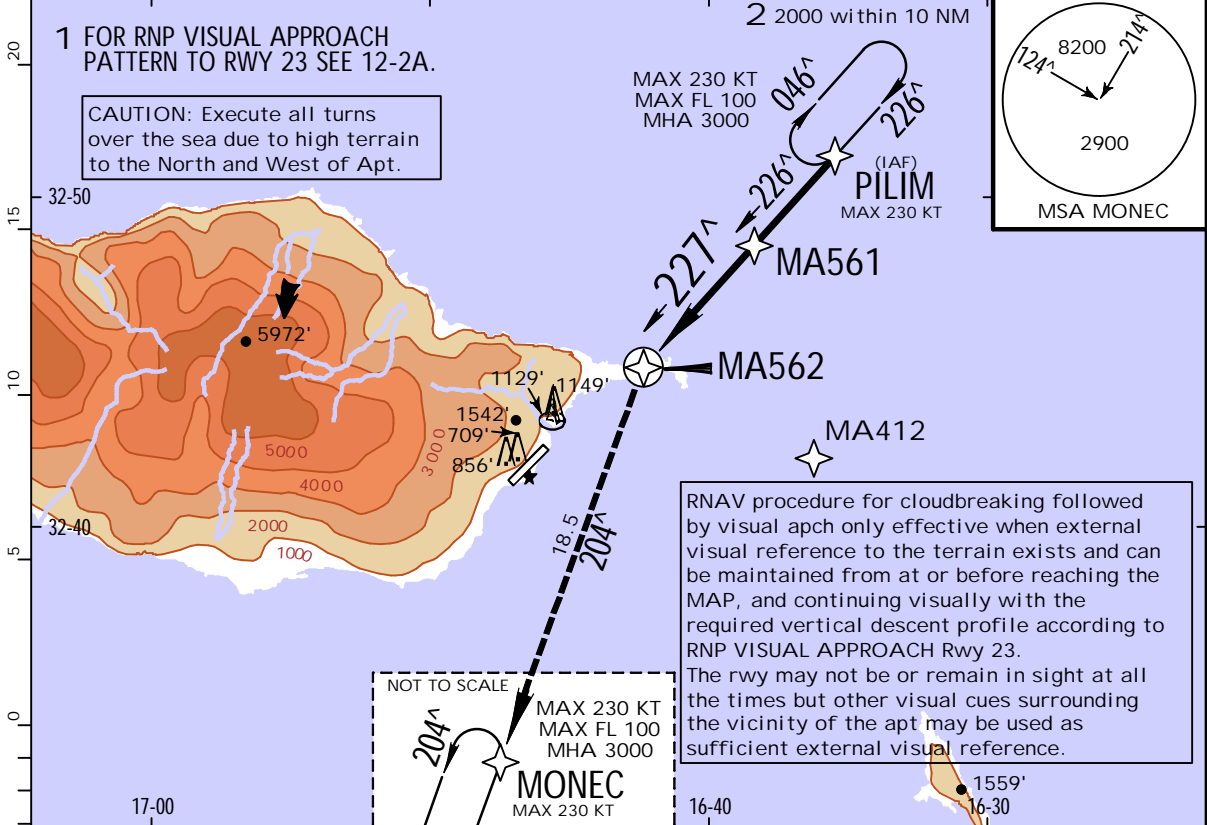 1 FOR RNP VISUAL APPROACH
PATTERN TO RWY 23 SEE 12-2A.
CAUTION: Execute all turns
over the sea due to high terrain
to the North and West of Apt.
2 2000 within 10 NM
MAX 230 KT
MAX FL 100
MHA 3000
046^
226^
(IAF)
PILIM
MAX 230 KT
226^
227^
MA561
MA562
MA412
8200
124^
214^
2900
MSA MONEC
20
15
10
5
0
32-50
32-40
5972'
1129'
1149'
1542'
709'
856'
5000
4000
3000
2000
1000
18.5
204^
RNAV procedure for cloudbreaking followed
by visual apch only effective when external
visual reference to the terrain exists and can
be maintained from at or before reaching the
MAP, and continuing visually with the
required vertical descent profile according to
RNP VISUAL APPROACH Rwy 23.
The rwy may not be or remain in sight at all
the times but other visual cues surrounding
the vicinity of the apt may be used as
sufficient external visual reference.
NOT TO SCALE
MAX 230 KT
MAX FL 100
MHA 3000
204^
MONEC
MAX 230 KT
1559'
17-00
16-40
16-30